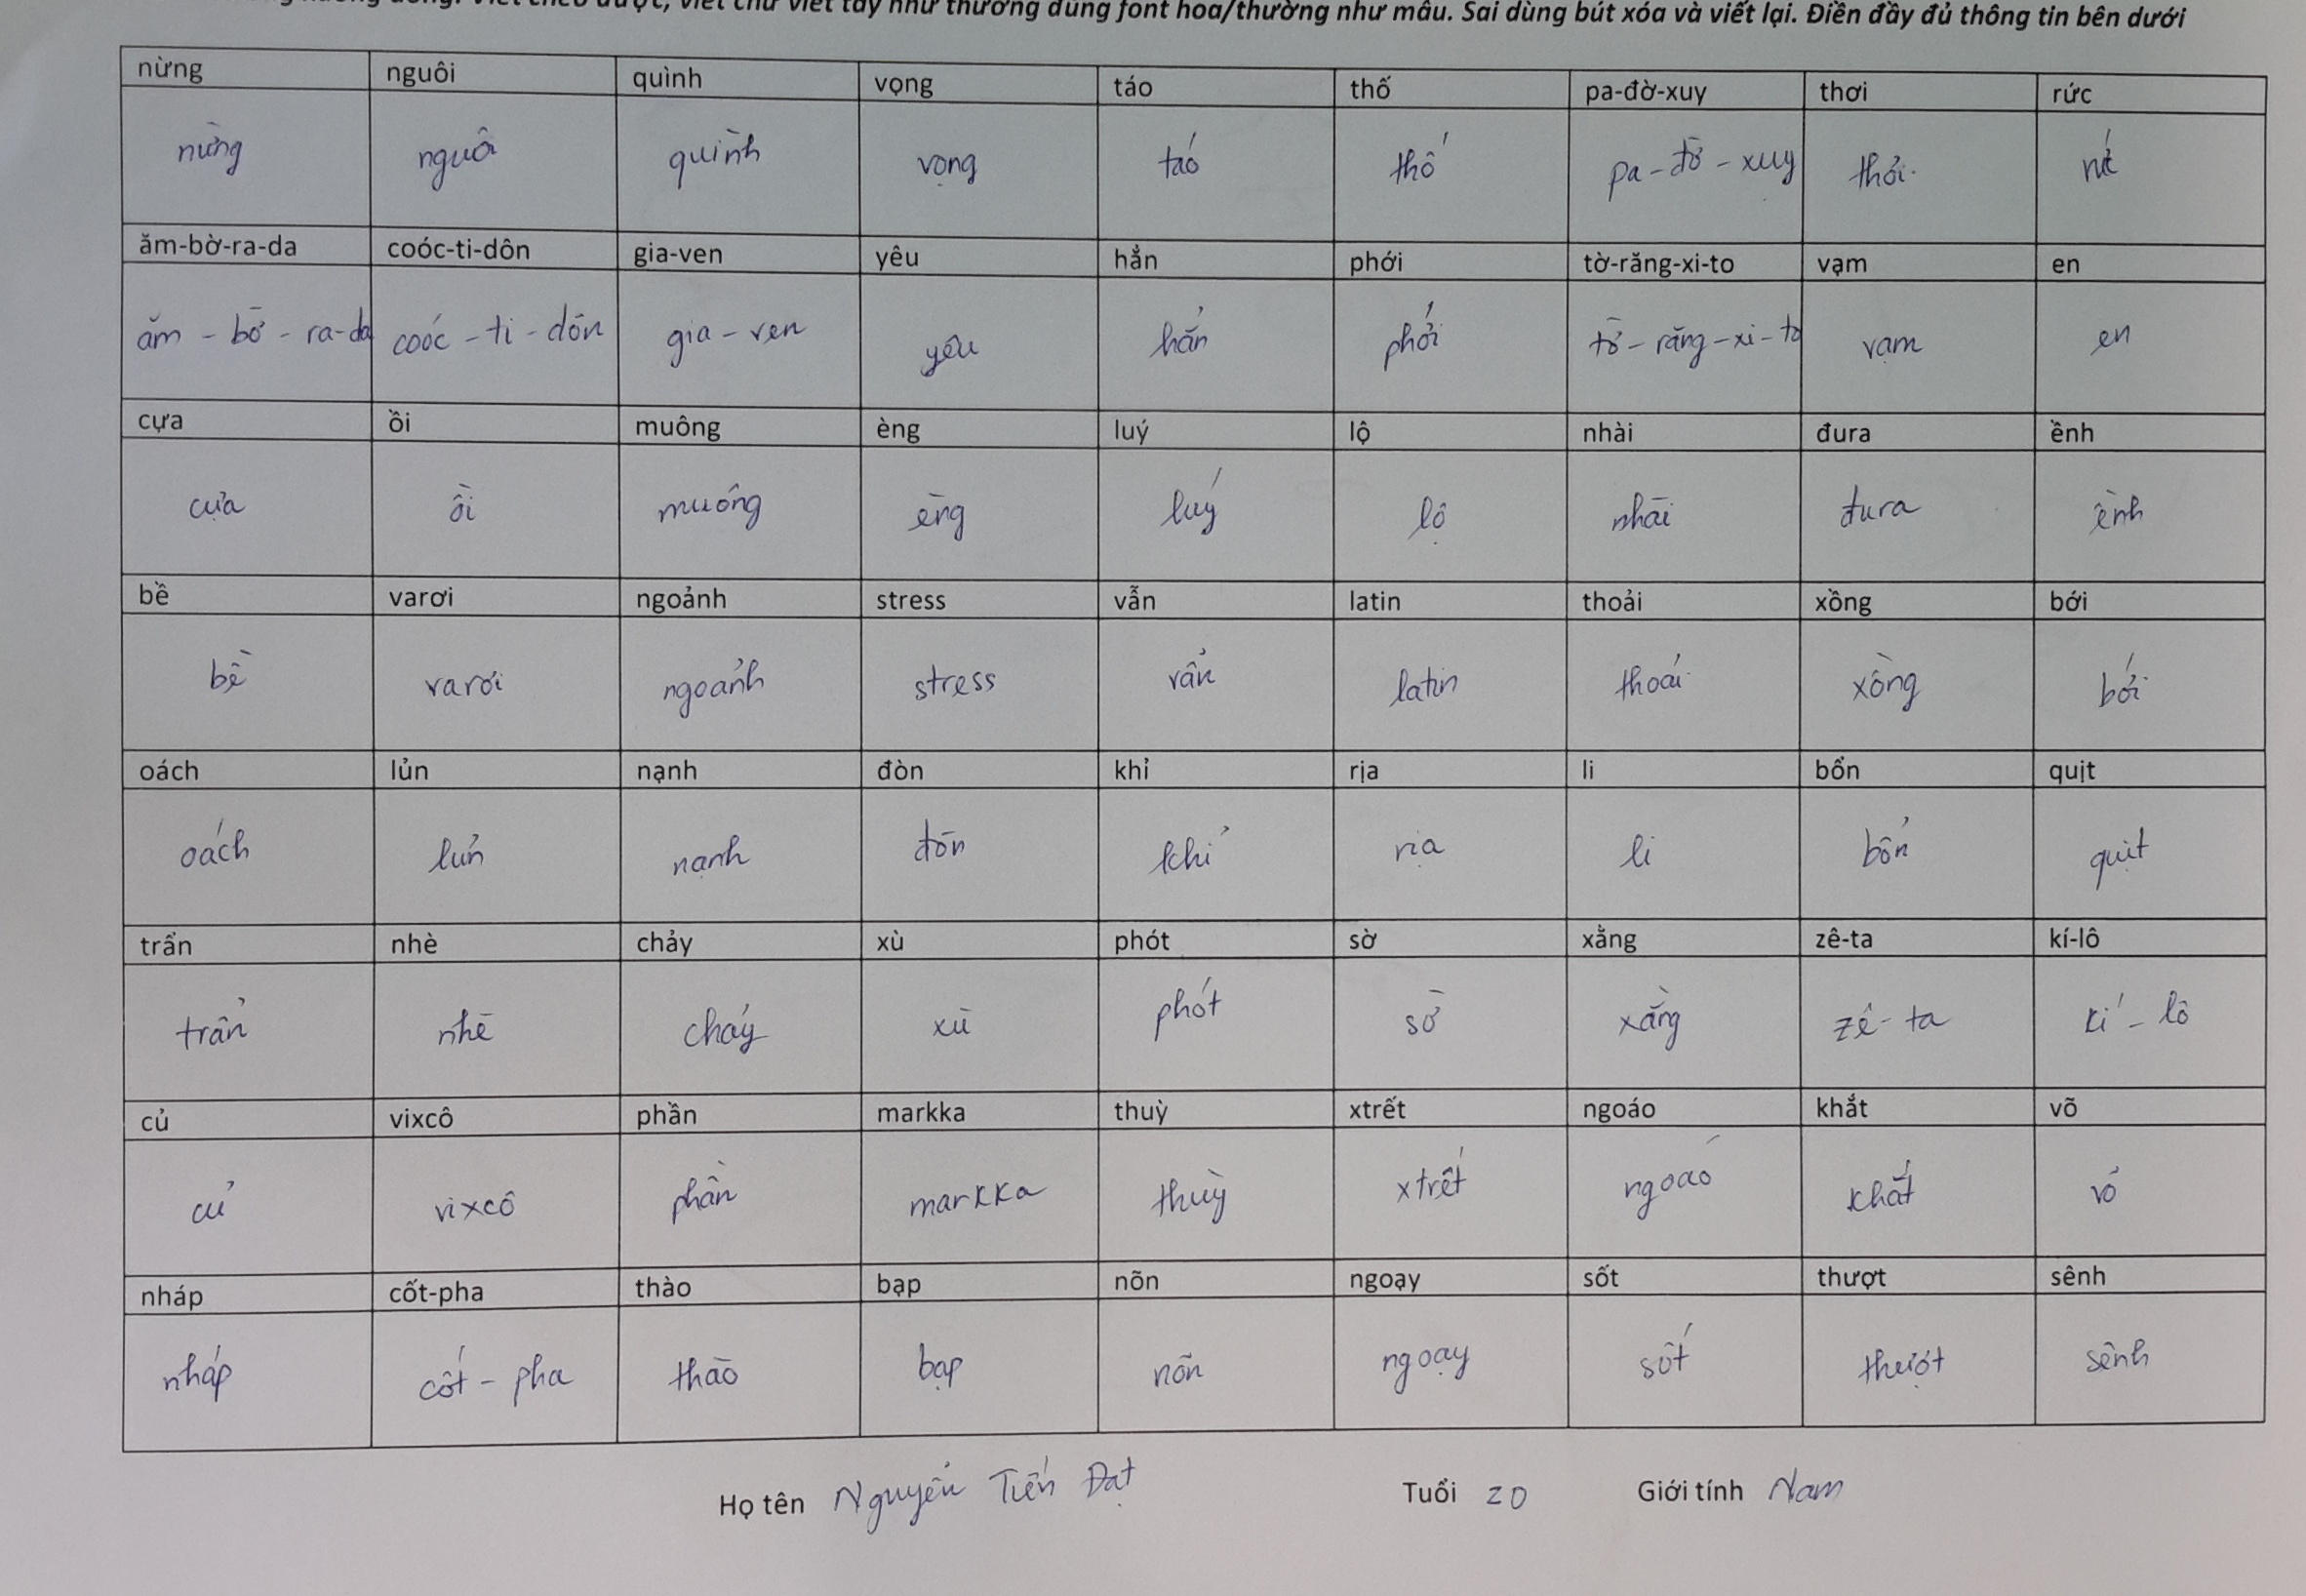 viết chữ viết tay như thường dùng font hoa/thường như mẫu. Sai dùng bút xóa và viết lại. Điền đầy đủ thông tin bên dưới
nừng nguôi quình vọng táo thố pa-đờ-xuy thơi rức
nừng nguôi quình vọng táo thố pa-đờ-xuy thơi rức
ăm-bờ-ra-da coóc-ti-dôn gia-ven yêu hẳn phới tờ-răng-xi-to vạm en
ăm-bờ-ra-da coóc-ti-dôn gia-ven yêu hẳn phới tờ-răng-xi-to vạm en
cựa ồi muông èng luý lộ nhài đura ềnh
cựa ồi muông èng luý lộ nhài đura ềnh
bề varơi ngoảnh stress vẫn latin thoải xồng bới
bề varơi ngoảnh stress vẫn latin thoải xồng bới
oách lủn nạnh đòn khỉ rịa li bổn quịt
oách lủn nạnh đòn khỉ rịa li bổn quịt
trẩn nhè chảy xù phót sờ xằng zê-ta kí-lô
trẩn nhè chảy xù phót sờ xằng zê-ta kí-lô
củ vixcô phần markka thuỳ xtrết ngoáo khắt võ
củ vixcô phần markka thuỳ xtrết ngoáo khắt võ
nháp cốt-pha thào bạp nõn ngoạy sốt thượt sênh
nháp cốt-pha thào bạp nõn ngoạy sốt thượt sênh
Họ tên Nguyễn Tiến Đạt Tuổi 20 Giới tính Nam